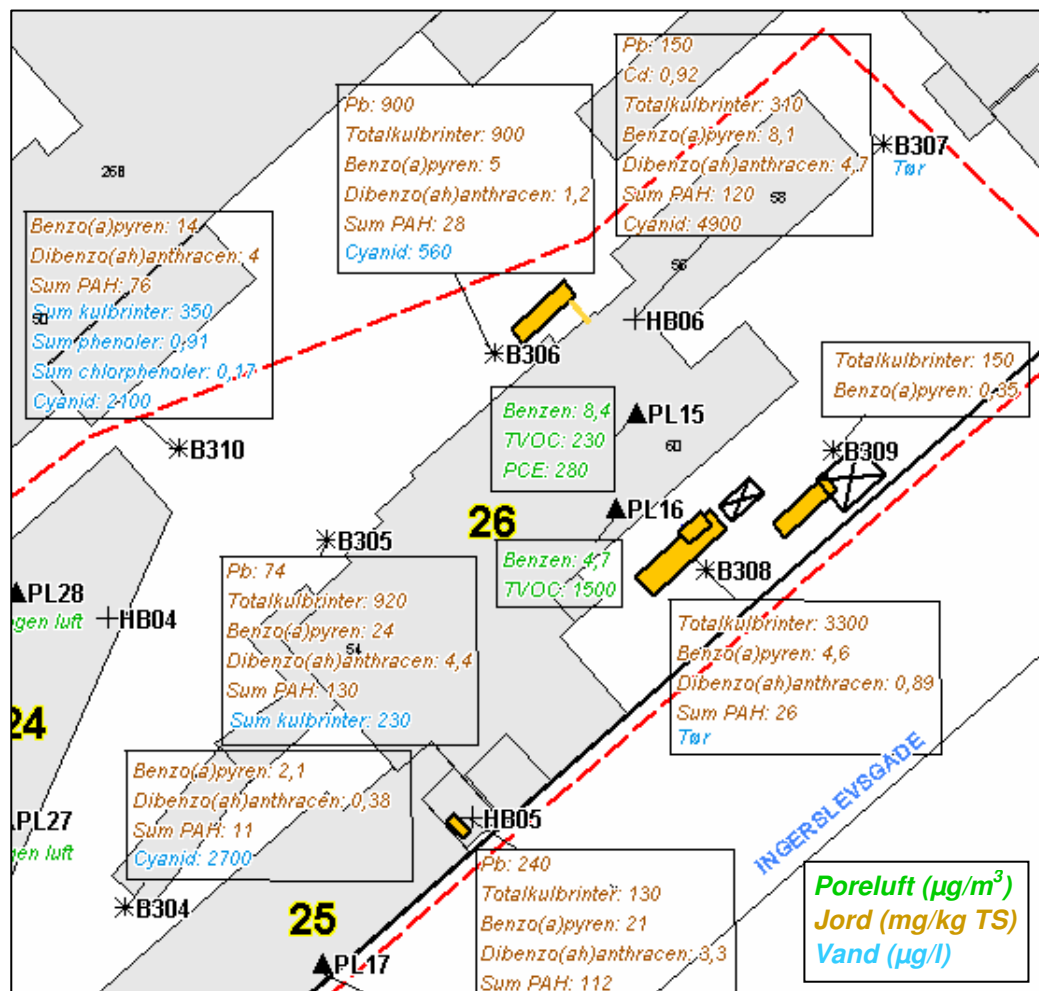 Pb: 150
Cd: 0,92
Totalkulbrinter: 310
Benzo(a)pyren: 8,1
Dibenzo(ah)anthracen: 4,7
Sum PAH: 120
Cyanid: 4900
58
B307
Tør
Pb: 900
Totalkulbrinter: 900
Benzo(a)pyren: 5
Dibenzo(ah)anthracen: 1,2
Sum PAH: 28
Cyanid: 560
268
Benzo(a)pyren: 14
Dibenzo(ah)anthracen: 4
Sum PAH: 76
Sum kulbrinter: 350
Sum phenoler: 0,91
Sum chlorphenoler: 0,17
Cyanid: 2100
50
56
HB06
B306
Totalkulbrinter: 150
Benzo(a)pyren: 0,35
Benzen: 8,4
TVOC: 230
PCE: 280
PL15
60
B310
B309
26
PL16
B305
Benzen: 4,7
TVOC: 1500
B308
Pb: 74
Totalkulbrinter: 920
Benzo(a)pyren: 24
Dibenzo(ah)anthracen: 4,4
Sum PAH: 130
Sum kulbrinter: 230
54
PL28
ogen luft
HB04
Totalkulbrinter: 3300
Benzo(a)pyren: 4,6
Dibenzo(ah)anthracen: 0,89
Sum PAH: 26
Tør
24
Benzo(a)pyren: 2,1
Dibenzo(ah)anthracen: 0,38
Sum PAH: 11
Cyanid: 2700
INGERSLEVSGADE
PL27
ogen luft
HB05
B304
25
PL17
Pb: 240
Totalkulbrinter: 130
Benzo(a)pyren: 21
Dibenzo(ah)anthracen: 3,3
Sum PAH: 112
Poreluft (µg/m³)
Jord (mg/kg TS)
Vand (µg/l)